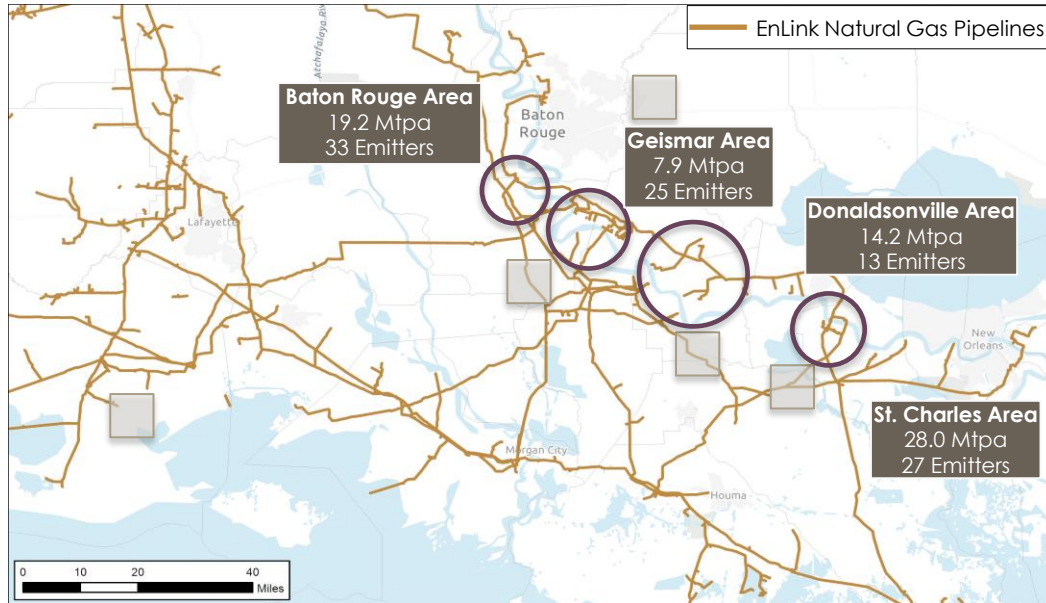 EnLink Natural Gas Pipelines
Atchafalaya Riv
Baton Rouge Area
19.2 Mtpa
33 Emitters
Baton
Rouge
Geismar Area
7.9 Mtpa
25 Emitters
Donaldsonville Area
14.2 Mtpa
13 Emitters
Lafayette
New
Orleans
St. Charles Area
28.0 Mtpa
27 Emitters
Morgan City
Houma
0 10 20 40
Miles